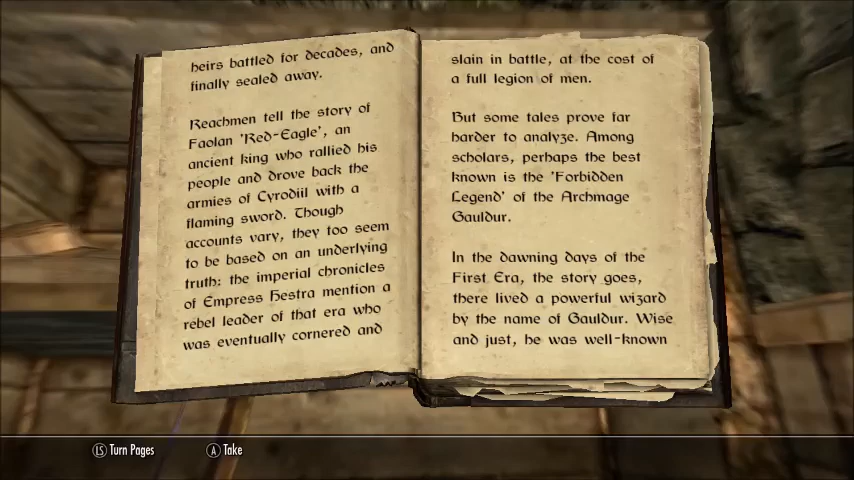 heirs battled for decades, and
finally sealed away.
Reachmen tell the story of
Faolan 'Red-Eagle', an
ancient king who rallied his
people and drove back the
armies of Cyrodiil with a
flaming sword. Though
accounts vary, they too seem
to be based on an underlying
truth: the imperial chronicles
of Empress Hestra mention a
rebel leader of that era who
was eventually cornered and
slain in battle, at the cost of
a full legion of men.
But some tales prove far
harder to analyze. Among
scholars, perhaps the best
known is the 'Forbidden
Legend' of the Archmage
Gauldur.
In the dawning days of the
First Era, the story goes,
there lived a powerful wizard
by the name of Gauldur. Wise
and just, he was well-known
LS Turn Pages
A Take